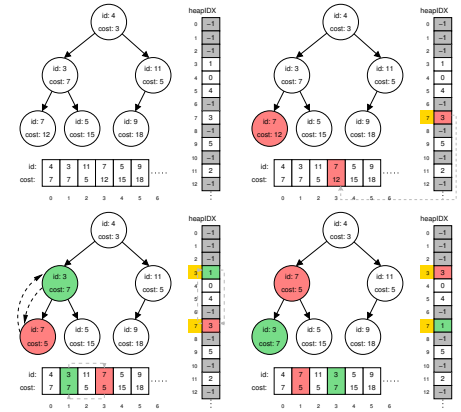 heapIDX
id: 4
cost: 3
id: 3
cost: 7
id: 11
cost: 5
id: 7
cost: 12
id: 5
cost: 15
id: 9
cost: 18
id: 4 3 11 7 5 9 .....
cost: 3 7 5 12 15 18
0 1 2 3 4 5 6
0 −1
1 −1
2 −1
3 1
4 0
5 4
6 −1
7 3
8 −1
9 5
10 −1
11 2
12 −1
heapIDX
id: 4
cost: 3
id: 3
cost: 7
id: 11
cost: 5
id: 7
cost: 12
id: 5
cost: 15
id: 9
cost: 18
id: 4 3 11 7 5 9 .....
cost: 3 7 5 12 15 18
0 1 2 3 4 5 6
0 −1
1 −1
2 −1
3 1
4 0
5 4
6 −1
7 3
8 −1
9 5
10 −1
11 2
12 −1
heapIDX
id: 4
cost: 3
id: 3
cost: 7
id: 11
cost: 5
id: 7
cost: 5
id: 5
cost: 15
id: 9
cost: 18
id: 4 3 11 7 5 9 .....
cost: 3 7 5 5 15 18
0 1 2 3 4 5 6
0 −1
1 −1
2 −1
3 1
4 0
5 4
6 −1
7 3
8 −1
9 5
10 −1
11 2
12 −1
heapIDX
id: 4
cost: 3
id: 7
cost: 5
id: 11
cost: 5
id: 3
cost: 7
id: 5
cost: 15
id: 9
cost: 18
id: 4 7 11 3 5 9 .....
cost: 3 5 5 7 15 18
0 1 2 3 4 5 6
0 −1
1 −1
2 −1
3 3
4 0
5 4
6 −1
7 1
8 −1
9 5
10 −1
11 2
12 −1